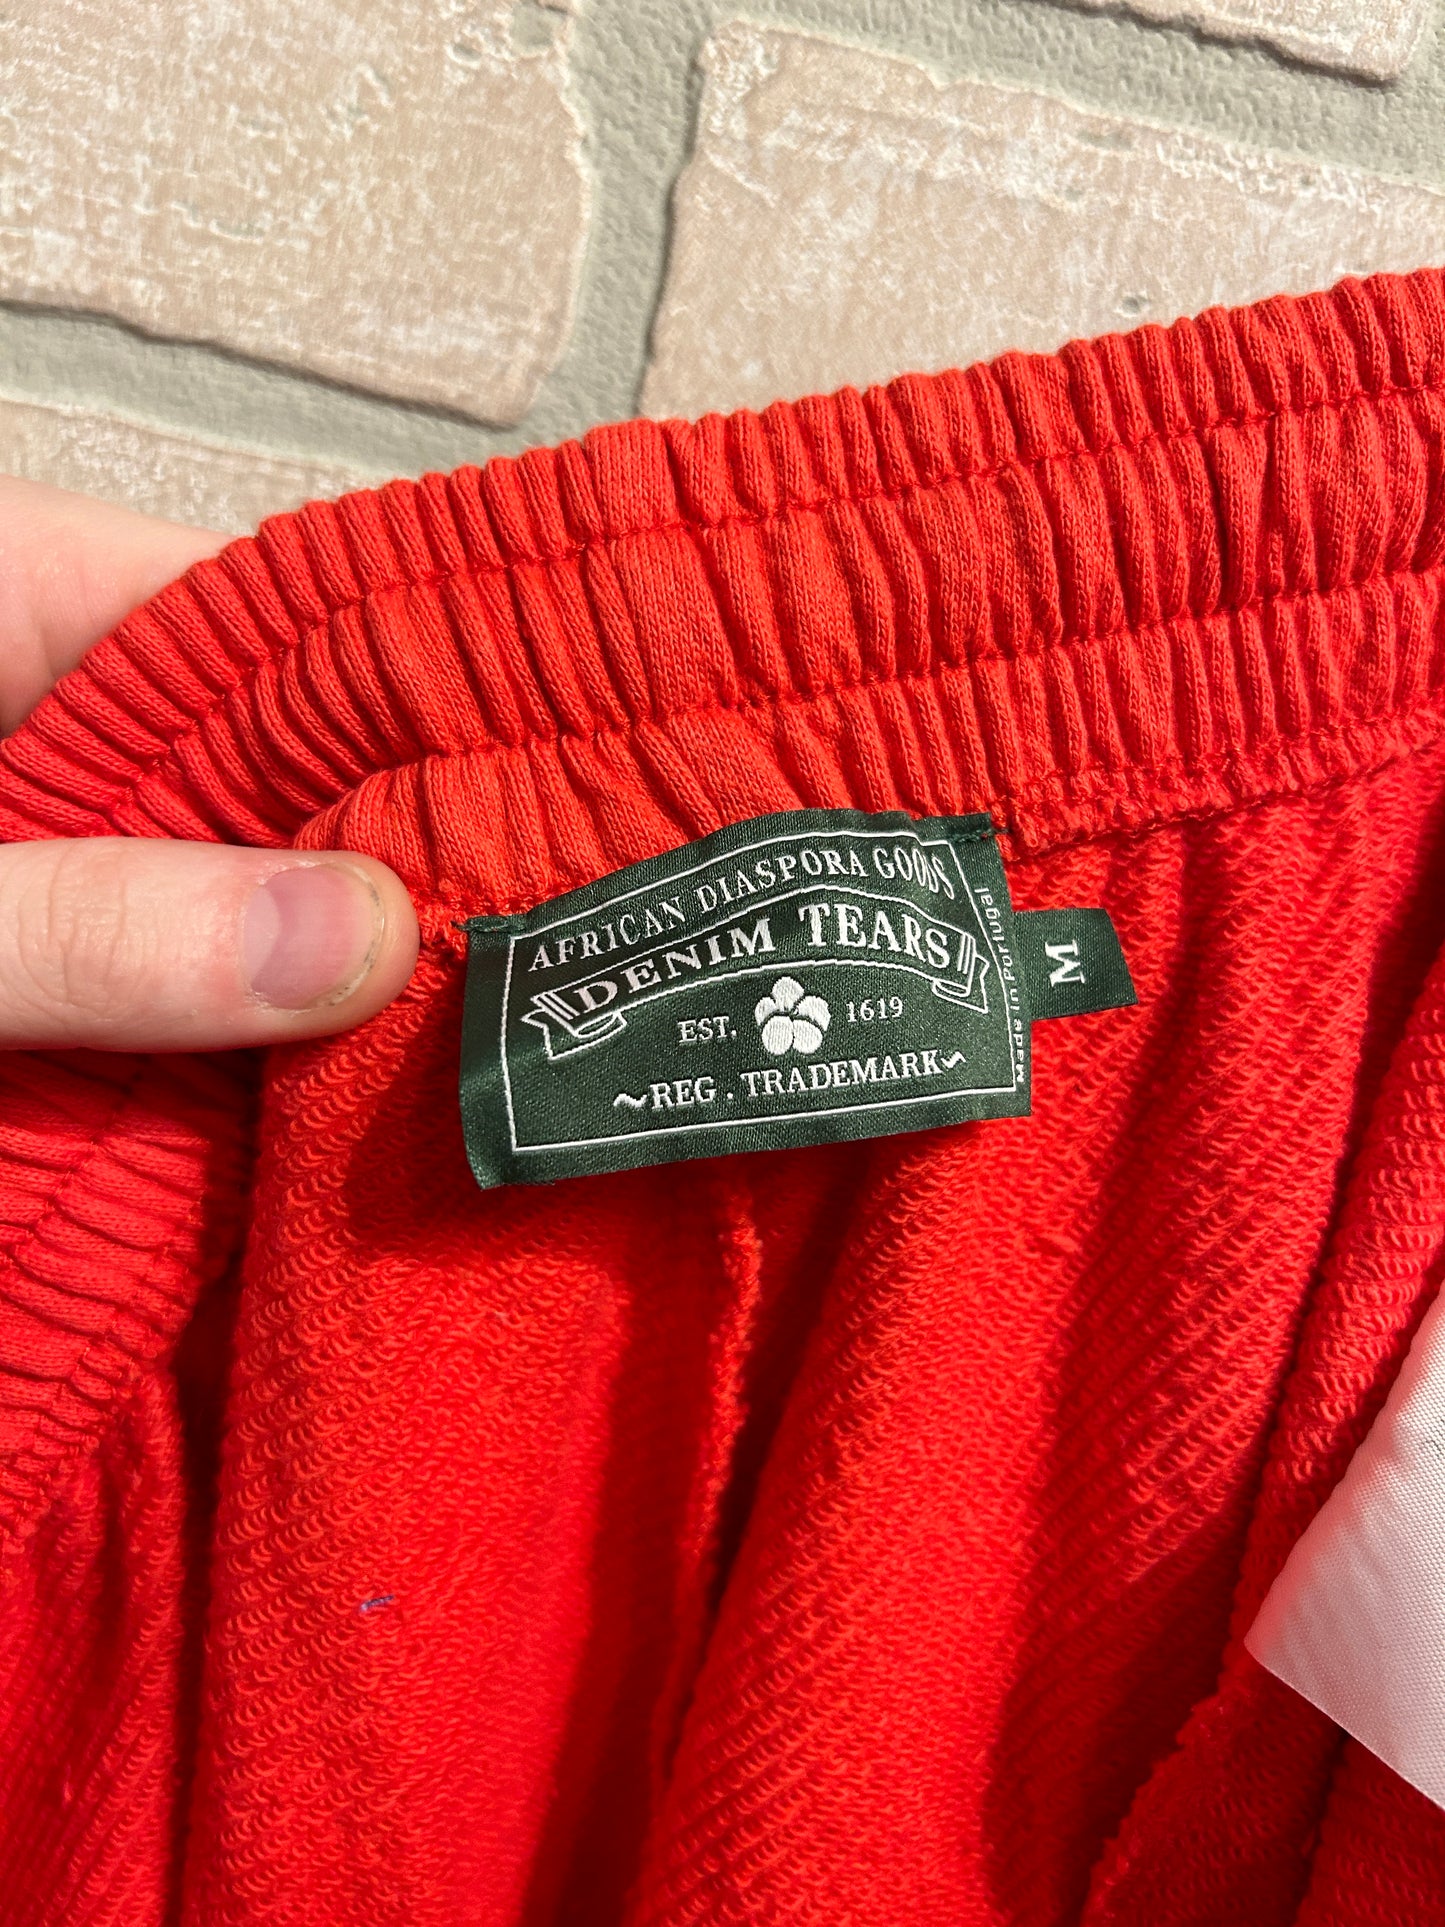 AFRICAN DIASPORA GOODS
DENIM TEARS
EST. 1619
REG. TRADEMARK
Made in Portugal
M